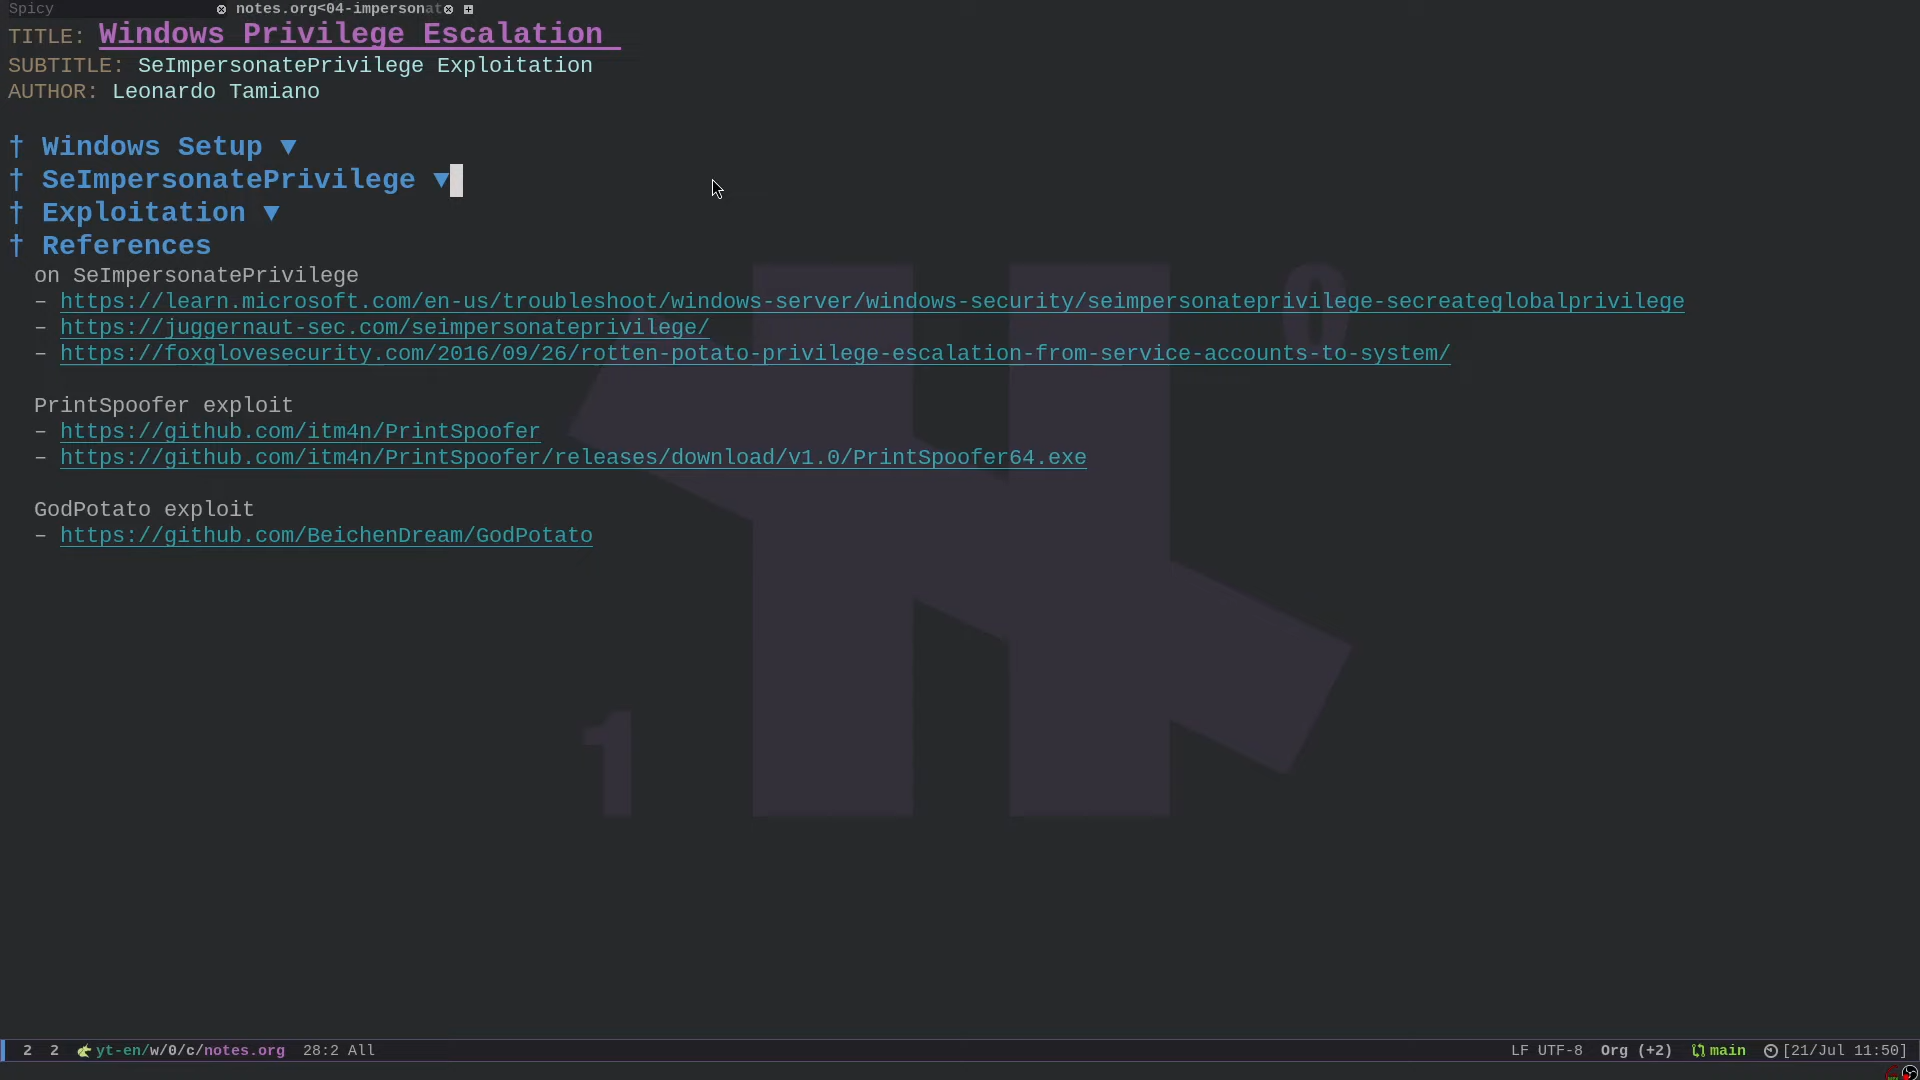 Spicy notes.org<04-impersonat
TITLE: Windows Privilege Escalation
SUBTITLE: SeImpersonatePrivilege Exploitation
AUTHOR: Leonardo Tamiano
† Windows Setup ▼
† SeImpersonatePrivilege ▼
† Exploitation ▼
† References
on SeImpersonatePrivilege
- https://learn.microsoft.com/en-us/troubleshoot/windows-server/windows-security/seimpersonateprivilege-secreateglobalprivilege
- https://juggernaut-sec.com/seimpersonateprivilege/
- https://foxglovesecurity.com/2016/09/26/rotten-potato-privilege-escalation-from-service-accounts-to-system/
PrintSpoofer exploit
- https://github.com/itm4n/PrintSpoofer
- https://github.com/itm4n/PrintSpoofer/releases/download/v1.0/PrintSpoofer64.exe
GodPotato exploit
- https://github.com/BeichenDream/GodPotato
0
1
2 2 yt-en/w/0/c/notes.org 28:2 All LF UTF-8 Org (+2) main [21/Jul 11:50]